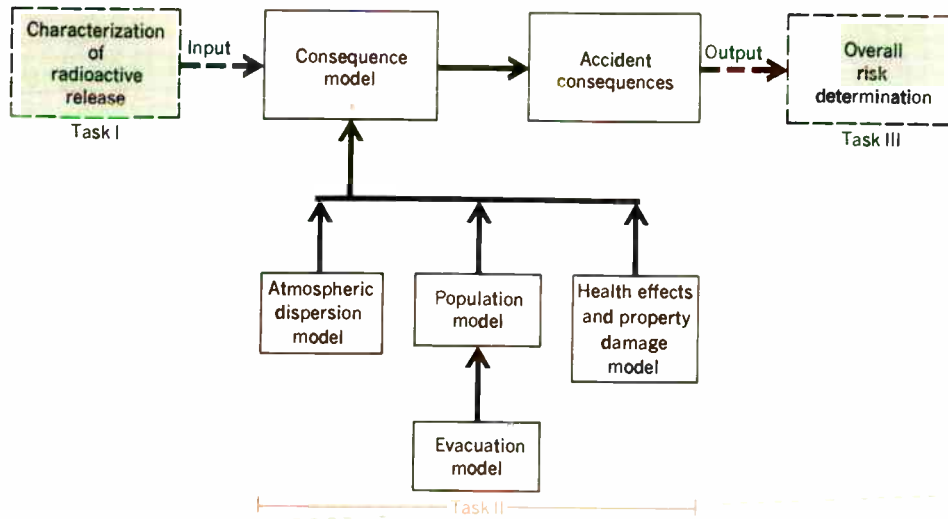 Characterization
of
radioactive
release
Task I
Input
Consequence
model
Accident
consequences
Output
Overall
risk
determination
Task III
Atmospheric
dispersion
model
Population
model
Health effects
and property
damage
model
Evacuation
model
Task II